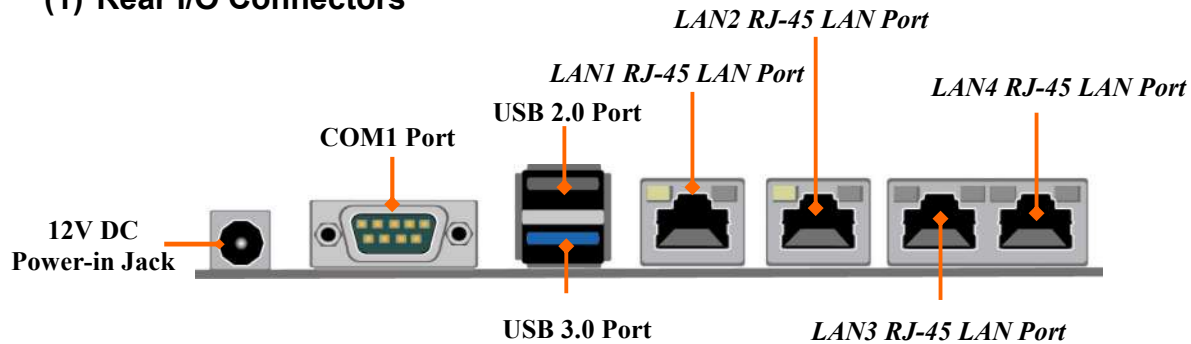 (1) Rear I/O Connectors
LAN2 RJ-45 LAN Port
LAN1 RJ-45 LAN Port
LAN4 RJ-45 LAN Port
USB 2.0 Port
COM1 Port
12V DC
Power-in Jack
USB 3.0 Port
LAN3 RJ-45 LAN Port